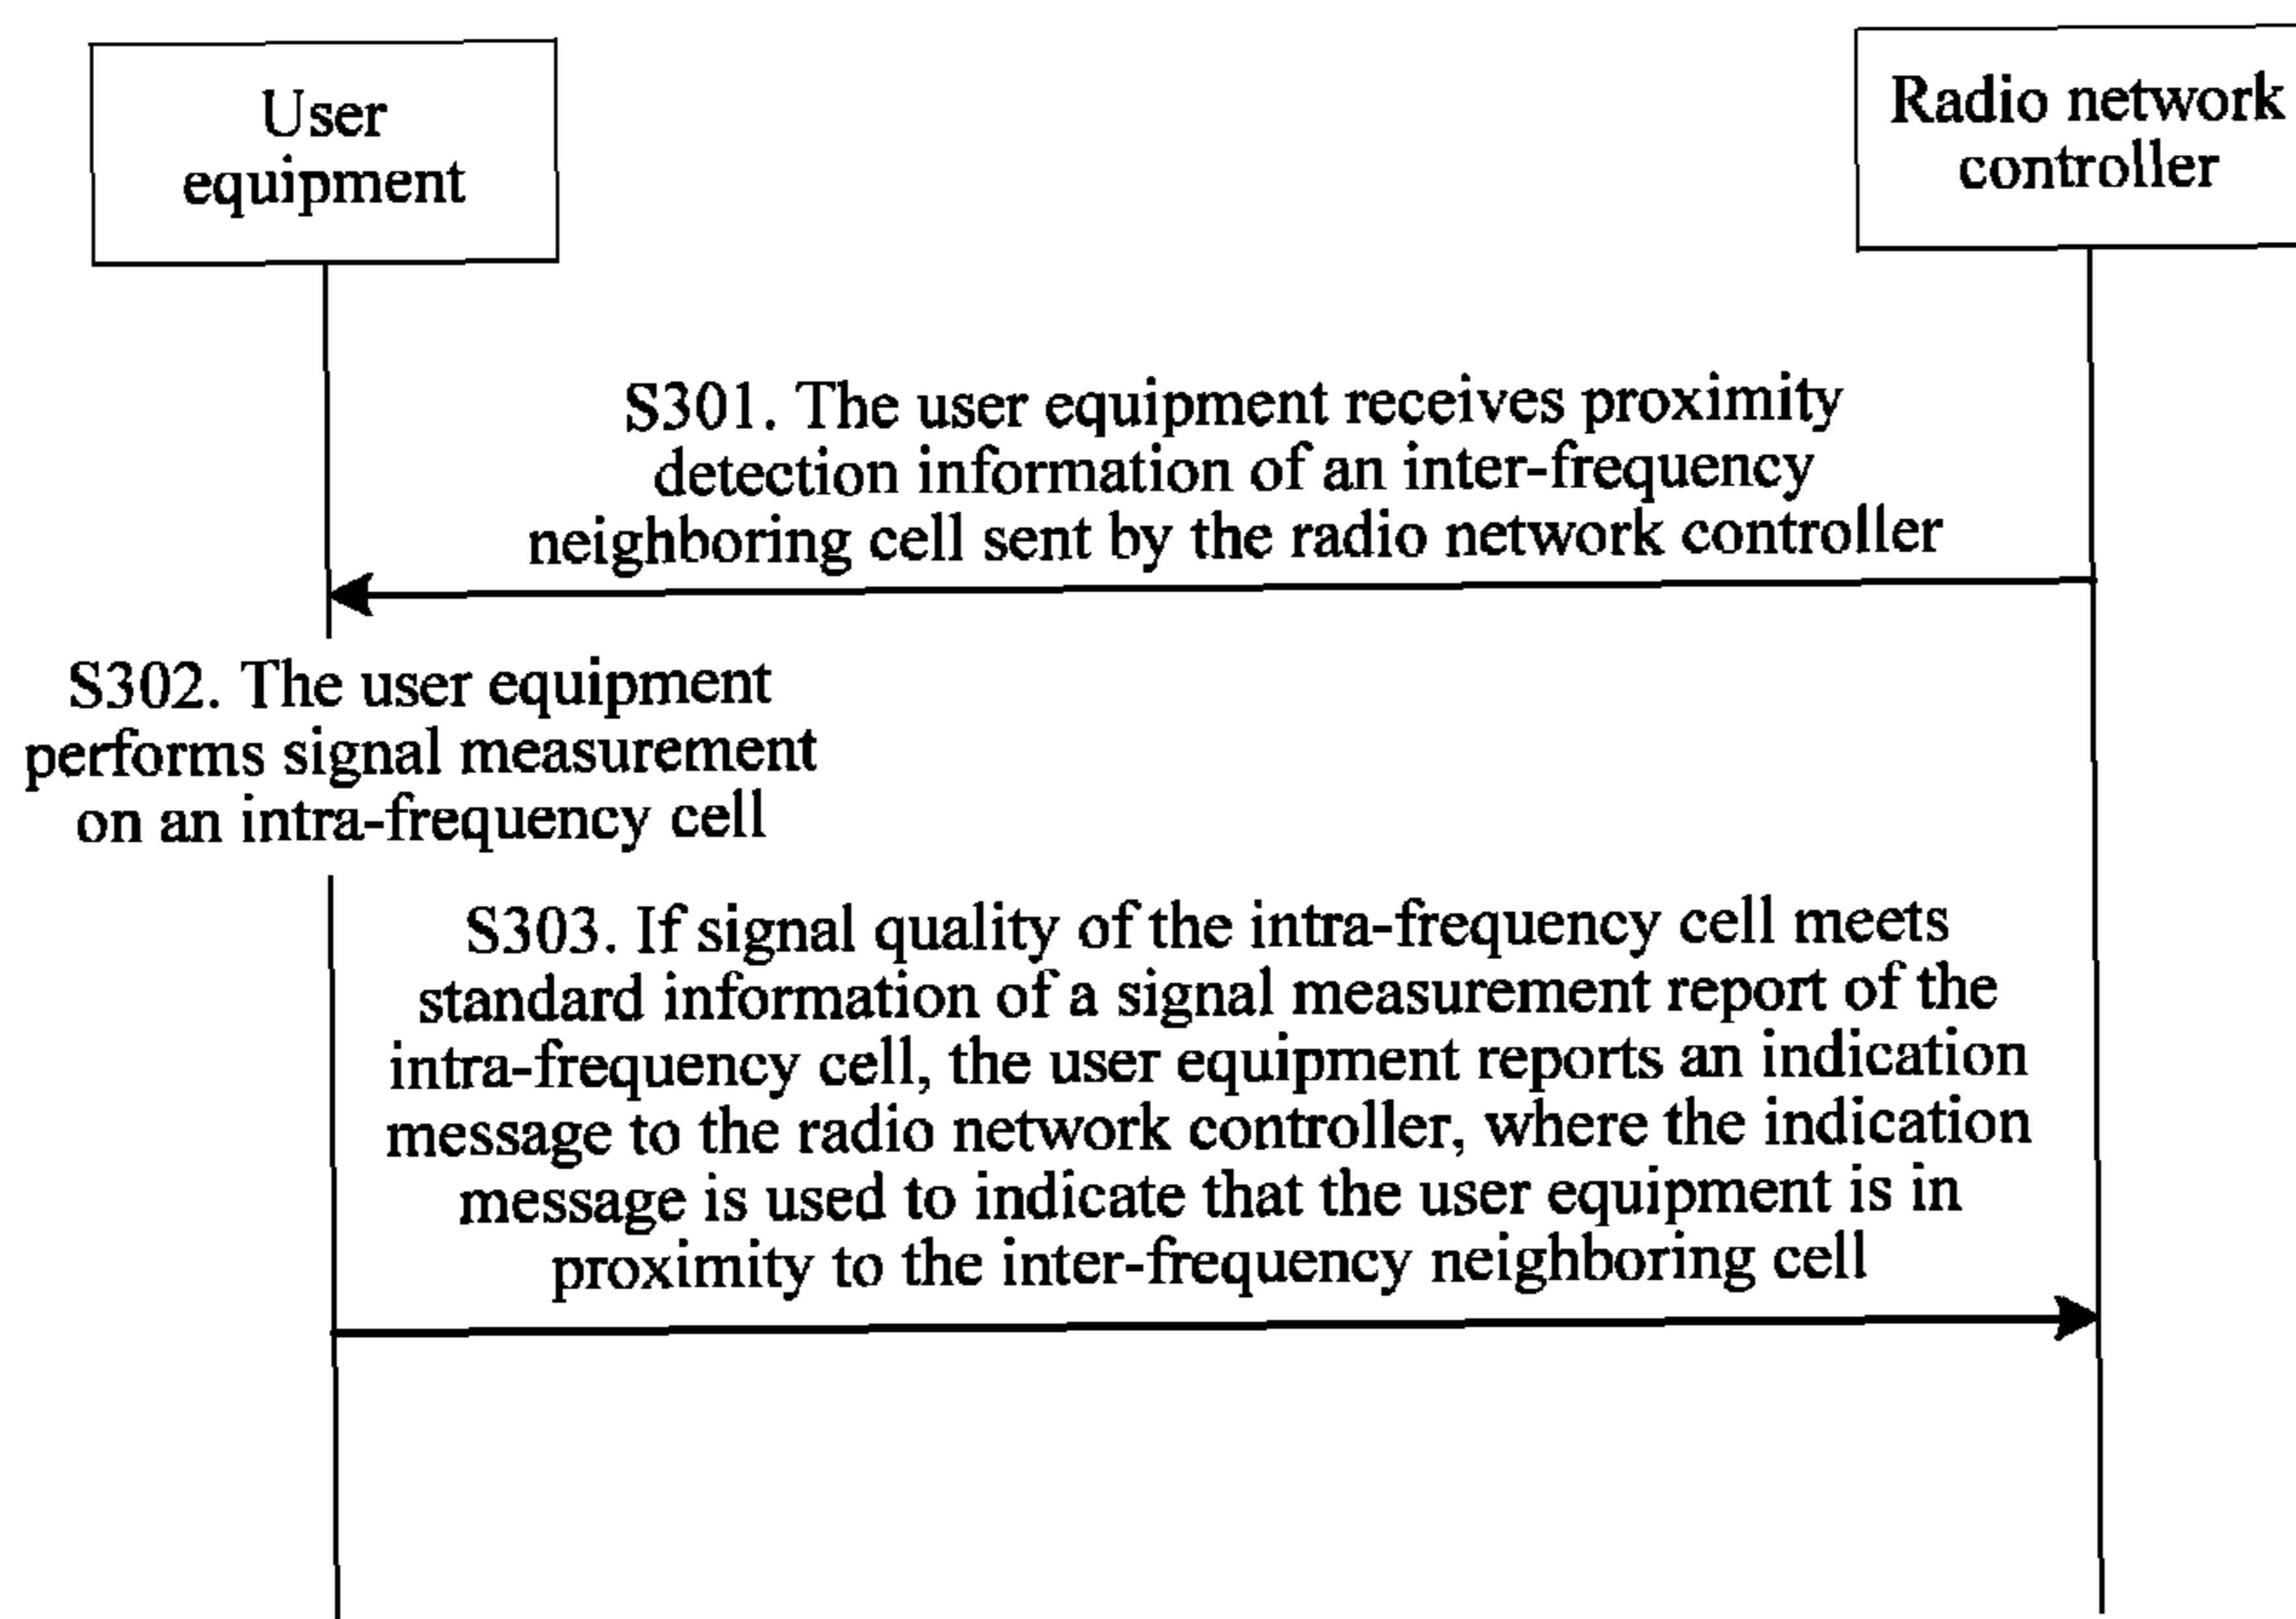 User
equipment
Radio network
controller
S301. The user equipment receives proximity
detection information of an inter-frequency
neighboring cell sent by the radio network controller
S302. The user equipment
performs signal measurement
on an intra-frequency cell
S303. If signal quality of the intra-frequency cell meets
standard information of a signal measurement report of the
intra-frequency cell, the user equipment reports an indication
message to the radio network controller, where the indication
message is used to indicate that the user equipment is in
proximity to the inter-frequency neighboring cell